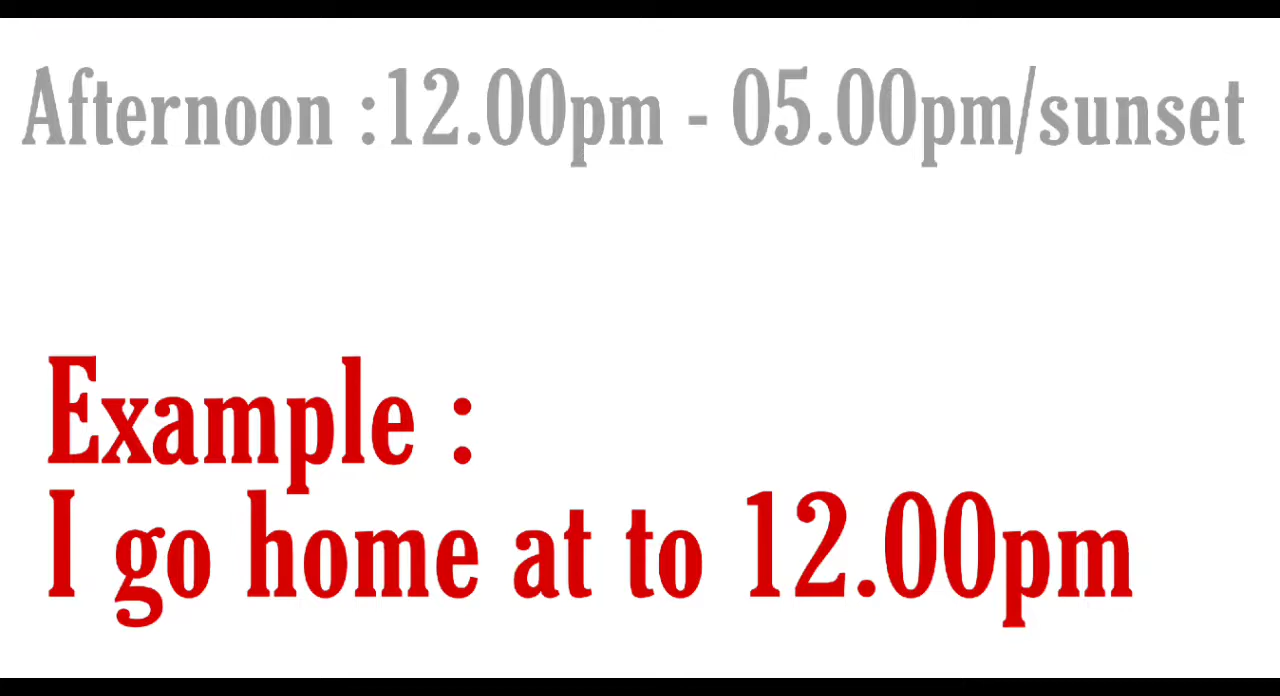 Afternoon :12.00pm - 05.00pm/sunset
Example :
I go home at to 12.00pm